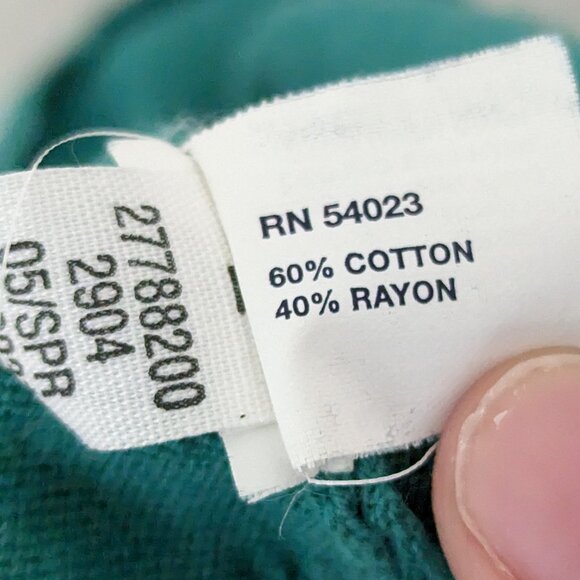 RN 54023
60% COTTON
40% RAYON
27788200
2904
05/SPR